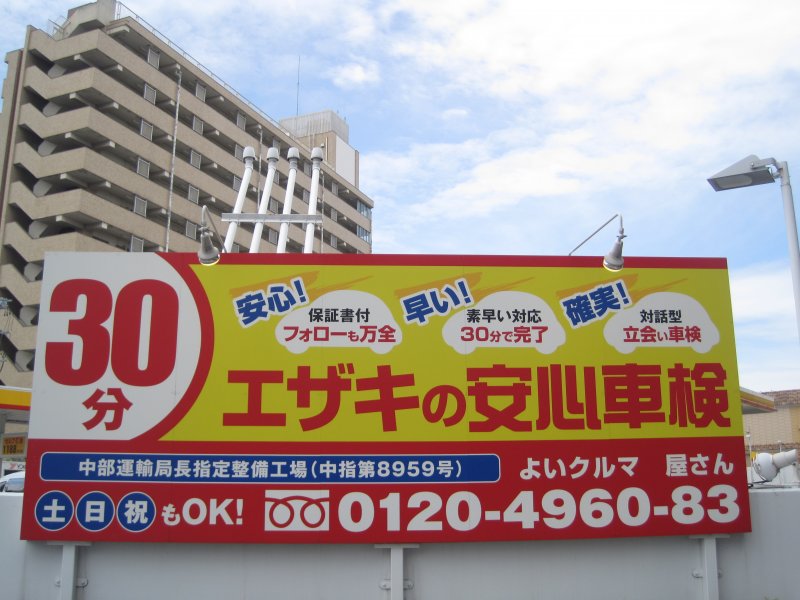 30分
安心!
保証書付
フォローも万全
早い!
素早い対応
30分で完了
確実!
対話型
立会い車検
エザキの安心車検
中部運輸局長指定整備工場(中指第8959号)
よいクルマ 屋さん
土日祝もOK!
0120-4960-83